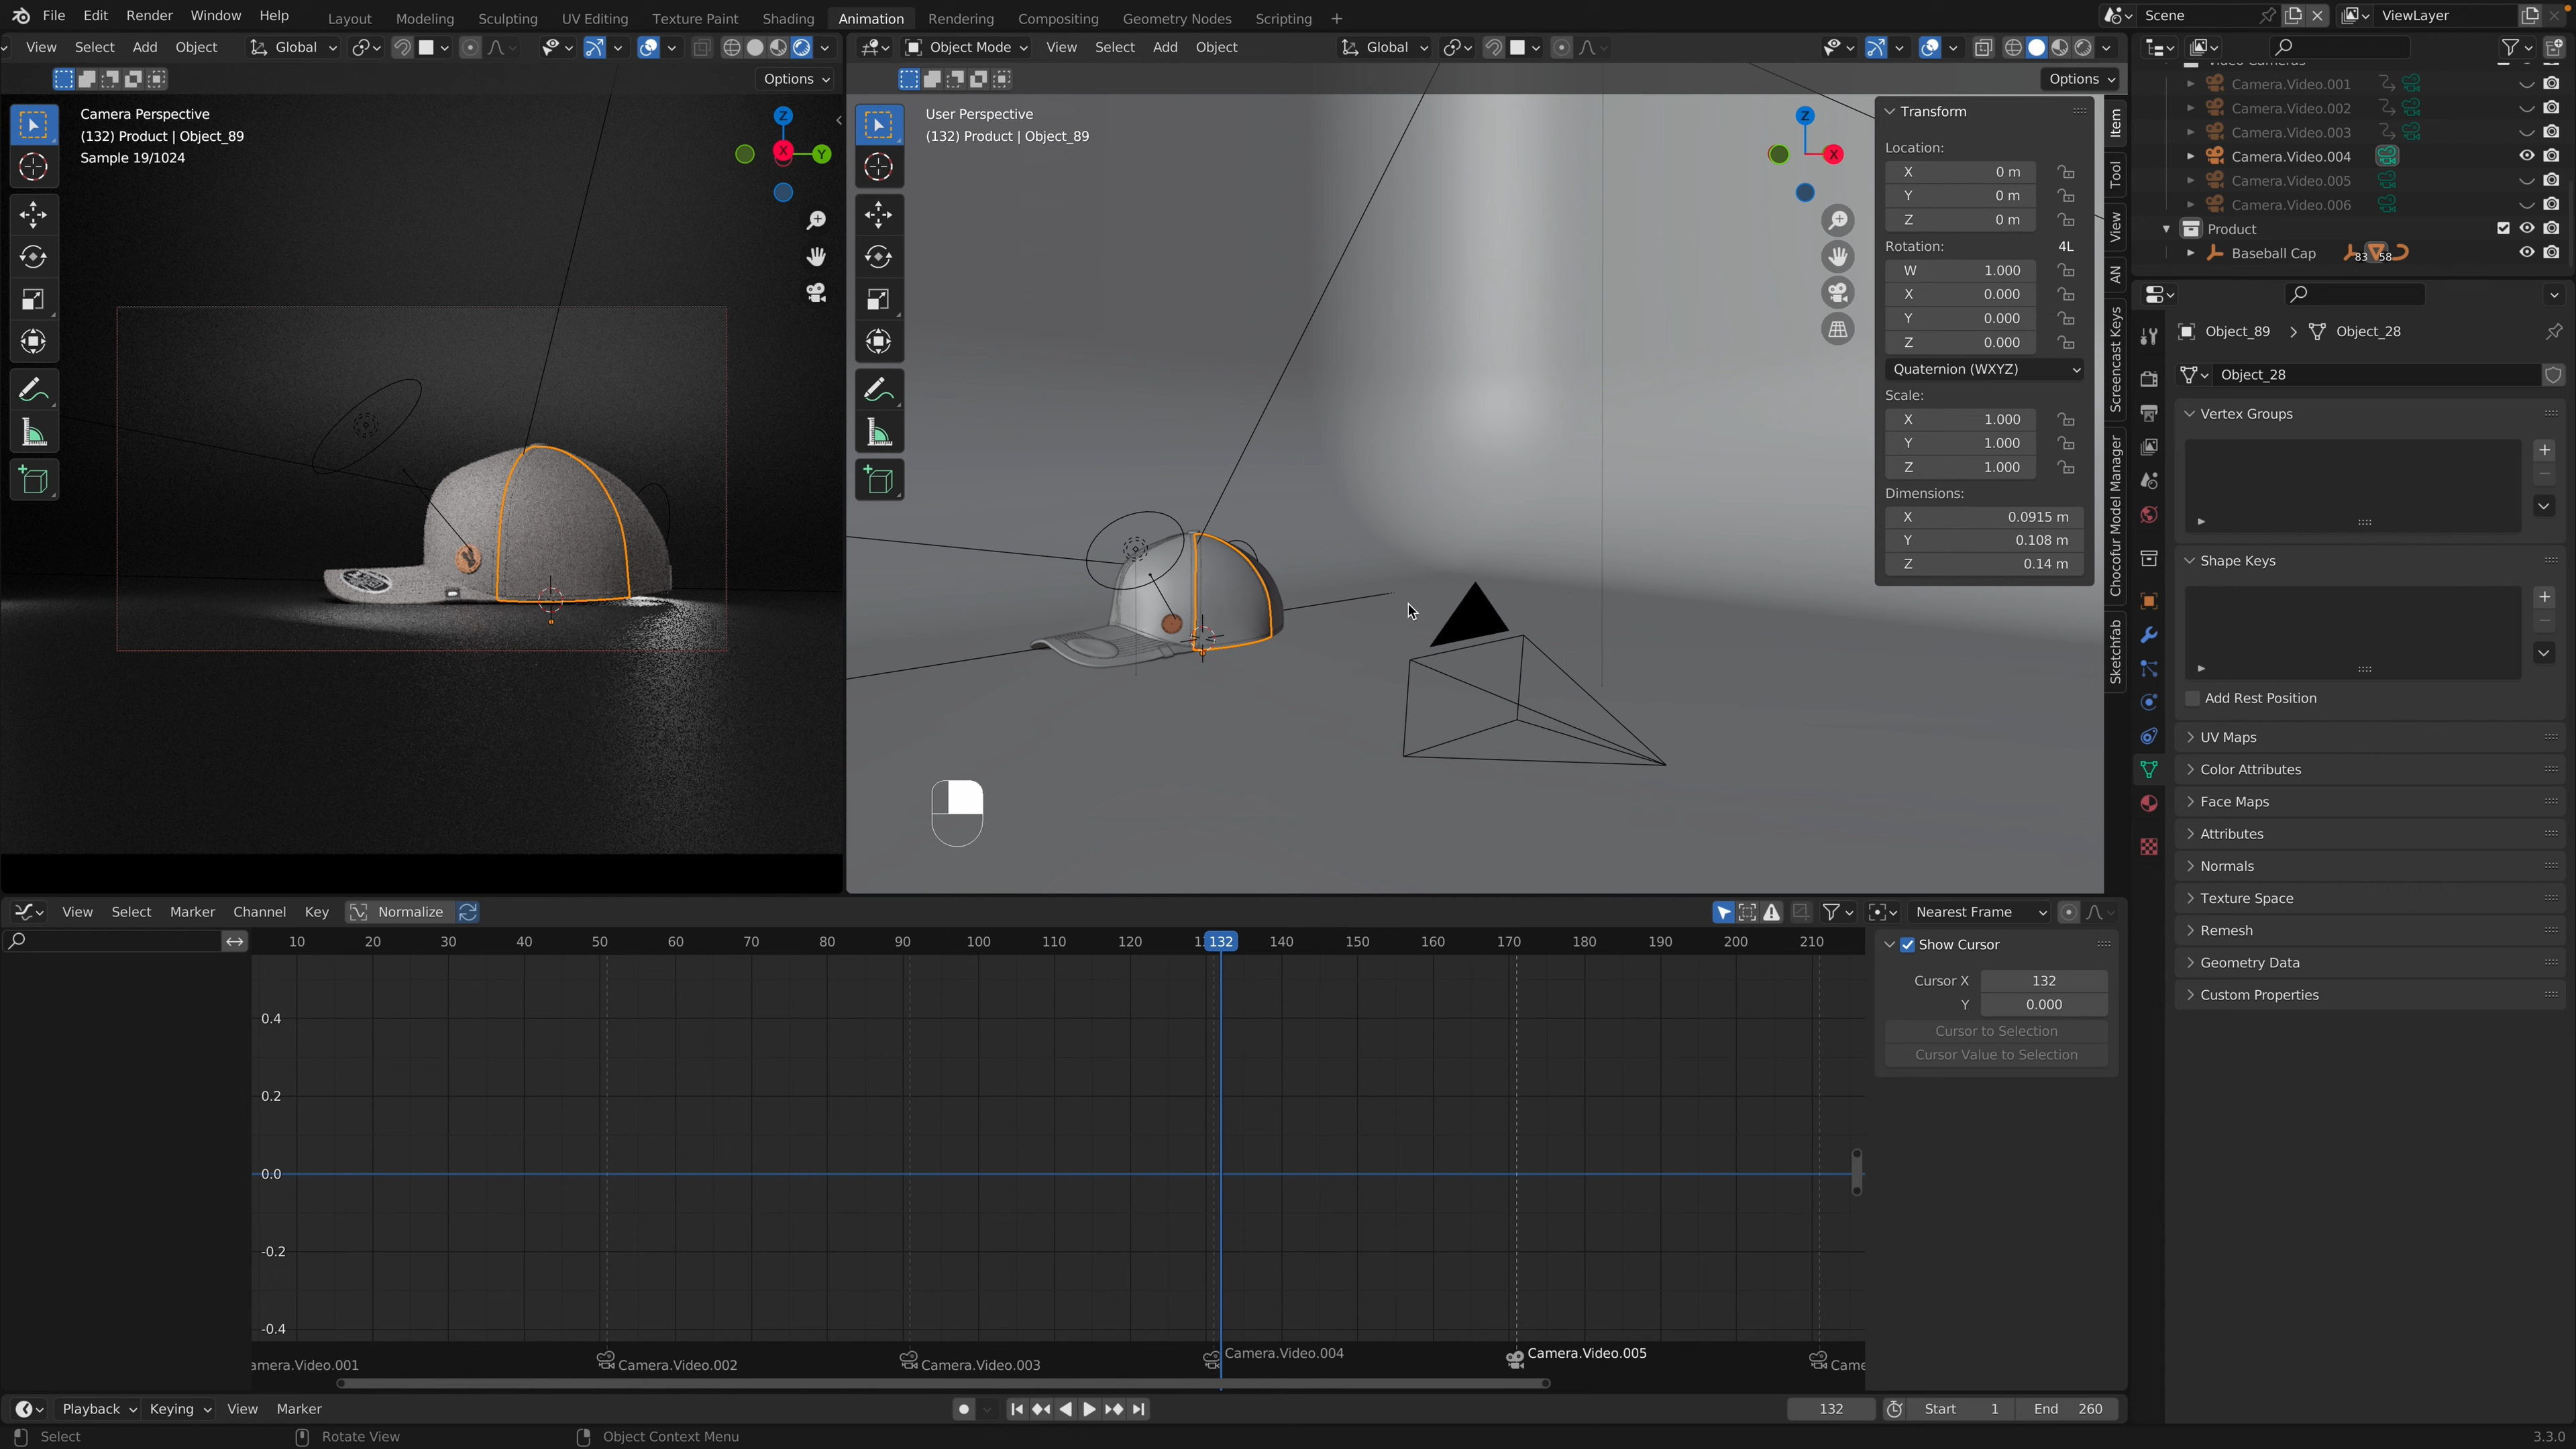 File Edit Render Window Help Layout Modeling Sculpting UV Editing Texture Paint Shading Animation Rendering Compositing Geometry Nodes Scripting + Scene ViewLayer
View Select Add Object Global Object Mode View Select Add Object Global
Options Options
Camera Perspective
(132) Product | Object_89
Sample 19/1024
Z
X
Y
User Perspective
(132) Product | Object_89
Z
X
Transform
Location:
X 0 m
Y 0 m
Z 0 m
Rotation: 4L
W 1.000
X 0.000
Y 0.000
Z 0.000
Quaternion (WXYZ)
Scale:
X 1.000
Y 1.000
Z 1.000
Dimensions:
X 0.0915 m
Y 0.108 m
Z 0.14 m
Item
Tool
View
AN
Screencast Keys
Chocofur Model Manager
Sketchfab
Video Cameras
Camera.Video.001
Camera.Video.002
Camera.Video.003
Camera.Video.004
Camera.Video.005
Camera.Video.006
Product
Baseball Cap 83 58
Object_89 Object_28
Object_28
Vertex Groups
Shape Keys
Add Rest Position
UV Maps
Color Attributes
Face Maps
Attributes
Normals
Texture Space
Remesh
Geometry Data
Custom Properties
View Select Marker Channel Key Normalize Nearest Frame
10 20 30 40 50 60 70 80 90 100 110 120 132 140 150 160 170 180 190 200 210
0.4
0.2
0.0
-0.2
-0.4
Show Cursor
Cursor X 132
Y 0.000
Cursor to Selection
Cursor Value to Selection
amera.Video.001 Camera.Video.002 Camera.Video.003 Camera.Video.004 Camera.Video.005 Came
Playback Keying View Marker 132 Start 1 End 260
Select Rotate View Object Context Menu 3.3.0